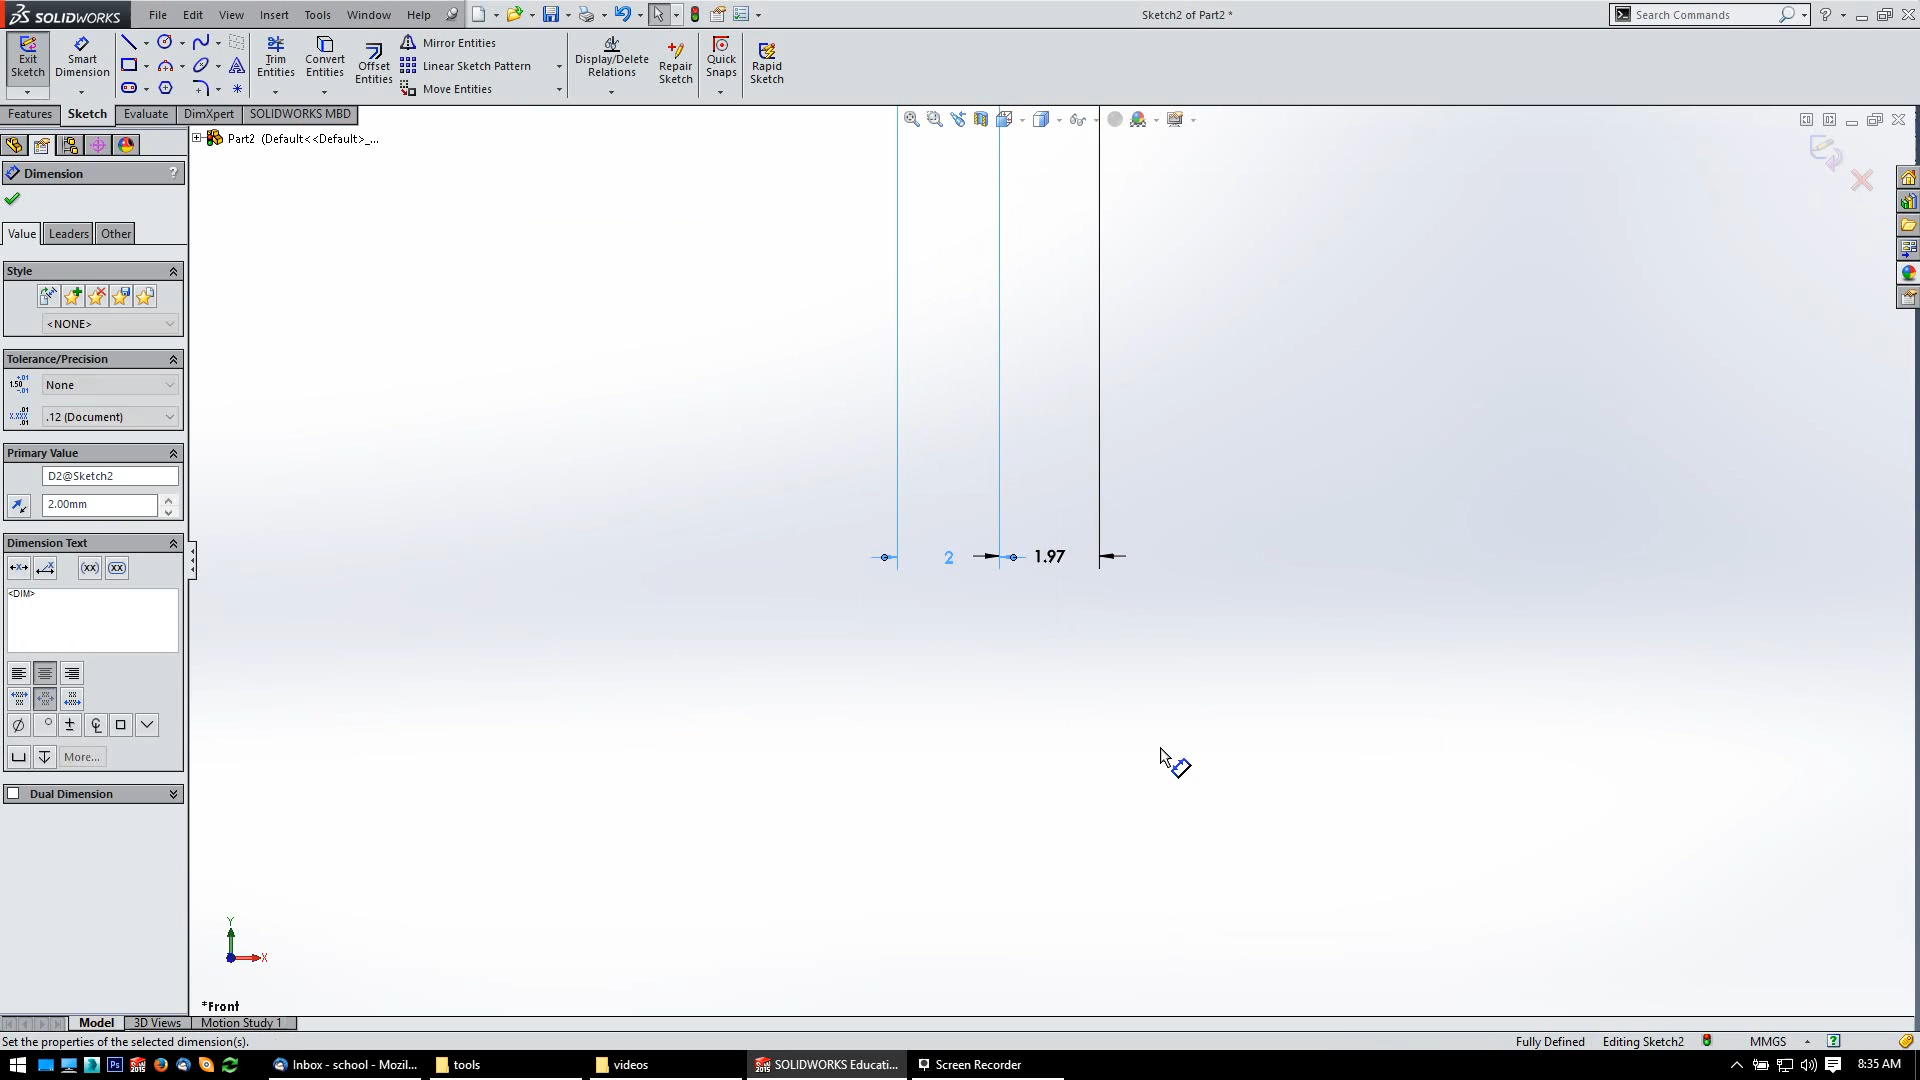 SOLIDWORKS File Edit View Insert Tools Window Help Sketch2 of Part2 * Search Commands
Exit Sketch
Smart Dimension
Trim Entities
Convert Entities
Offset Entities
Mirror Entities
Linear Sketch Pattern
Move Entities
Display/Delete Relations
Repair Sketch
Quick Snaps
Rapid Sketch
Features Sketch Evaluate DimXpert SOLIDWORKS MBD
Part2 (Default<<Default>_...
Dimension ?
Value Leaders Other
Style
<NONE>
Tolerance/Precision
None
.12 (Document)
Primary Value
D2@Sketch2
2.00mm
Dimension Text
<DIM>
More...
Dual Dimension
2 1.97
Y
X
*Front
Model 3D Views Motion Study 1
Set the properties of the selected dimension(s). Fully Defined Editing Sketch2 MMGS
Inbox - school - Mozil... tools videos SOLIDWORKS Educati... Screen Recorder 8:35 AM